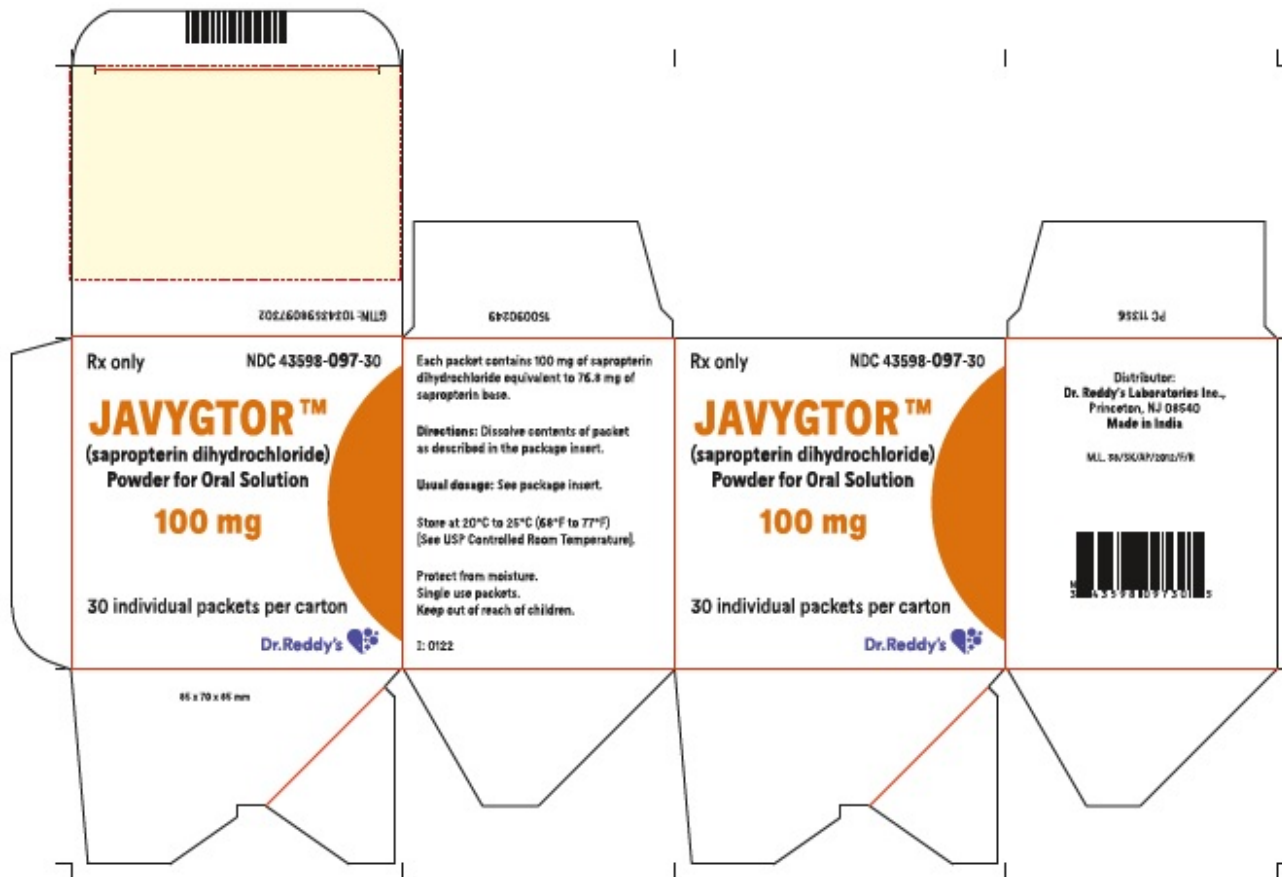 GTIN: 10343598097302
150090249
PC 11356
Rx only
NDC 43598-097-30
JAVYGTOR™
(sapropterin dihydrochloride)
Powder for Oral Solution
100 mg
30 individual packets per carton
Dr.Reddy's
Each packet contains 100 mg of sapropterin
dihydrochloride equivalent to 76.8 mg of
sapropterin base.
Directions: Dissolve contents of packet
as described in the package insert.
Usual dosage: See package insert.
Store at 20°C to 25°C (68°F to 77°F)
[See USP Controlled Room Temperature].
Protect from moisture.
Single use packets.
Keep out of reach of children.
I: 0122
Rx only
NDC 43598-097-30
JAVYGTOR™
(sapropterin dihydrochloride)
Powder for Oral Solution
100 mg
30 individual packets per carton
Dr.Reddy's
Distributor:
Dr. Reddy's Laboratories Inc.,
Princeton, NJ 08540
Made in India
M.L.
N
3 43598 09730 5
x 70 x
mm